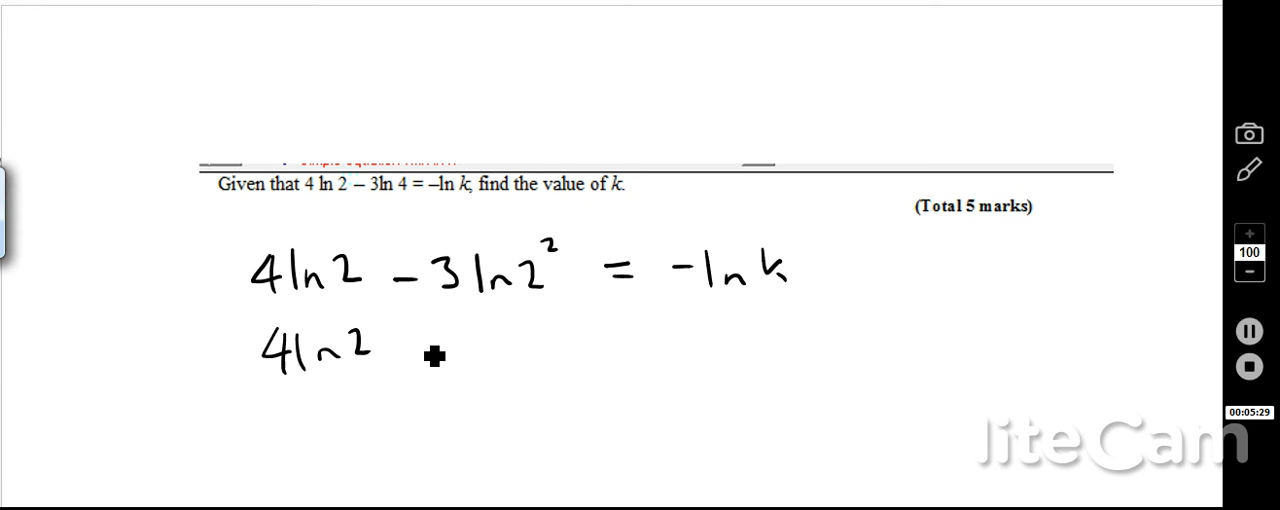 Given that 4 ln 2 – 3ln 4 = –ln k, find the value of k.
(Total 5 marks)
4ln2 - 3ln2² = -lnk
4ln2
+
100
-
00:05:29
liteCam